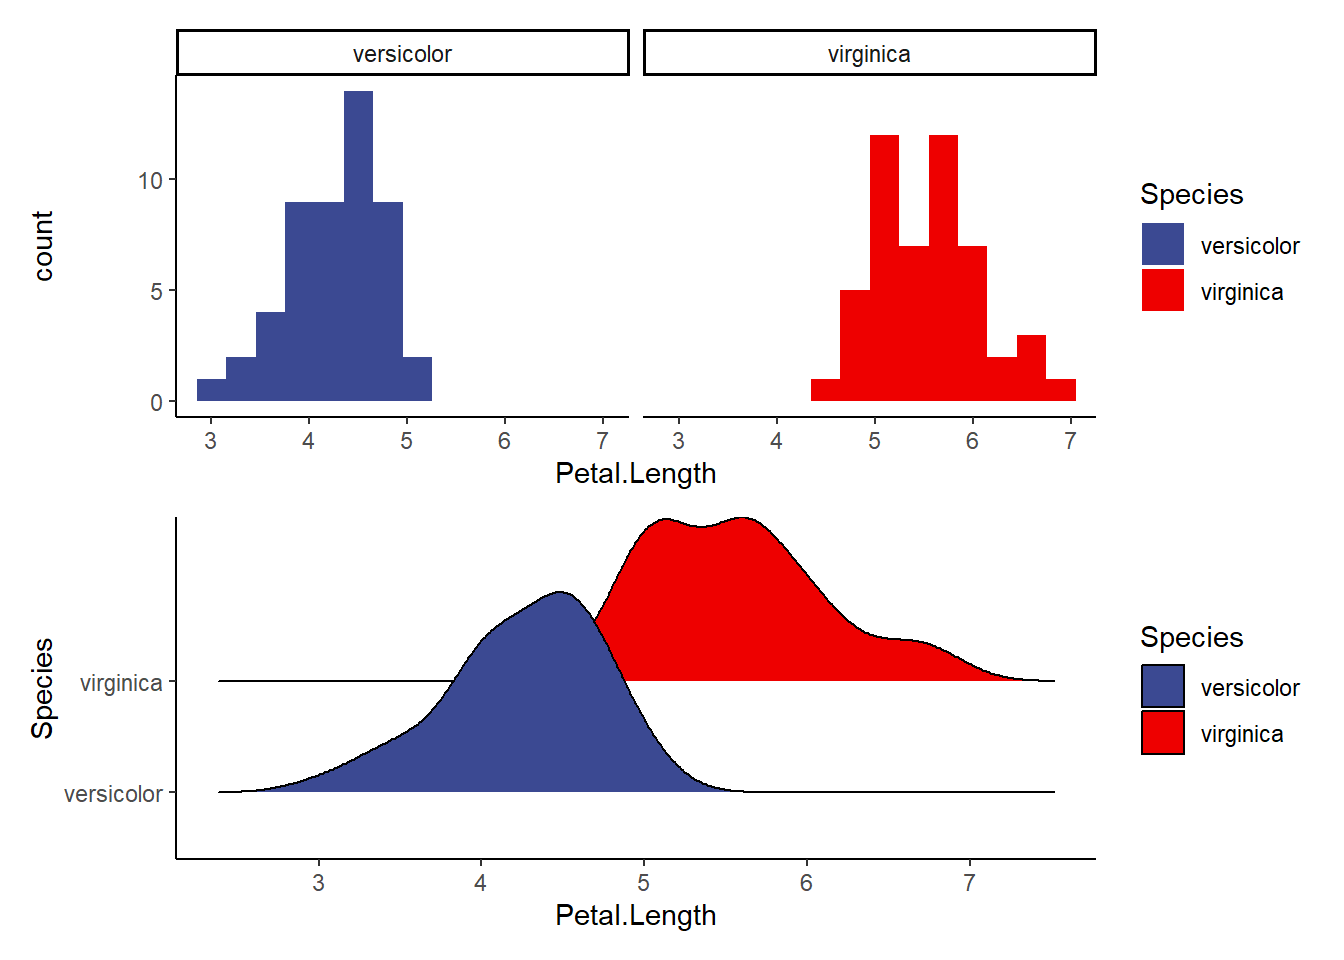 versicolor virginica
10
5
0
count
3 4 5 6 7 3 4 5 6 7
Petal.Length
Species
versicolor
virginica
virginica
versicolor
Species
3 4 5 6 7
Petal.Length
Species
versicolor
virginica